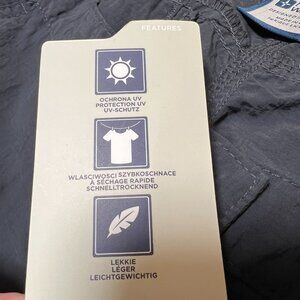 FEATURES
OCHRONA UV
PROTECTION UV
UV-SCHUTZ
WŁAŚCIWOŚCI SZYBKOSCHNĄCE
À SÉCHAGE RAPIDE
SCHNELLTROCKNEND
LEKKIE
LÉGER
LEICHTGEWICHTIG